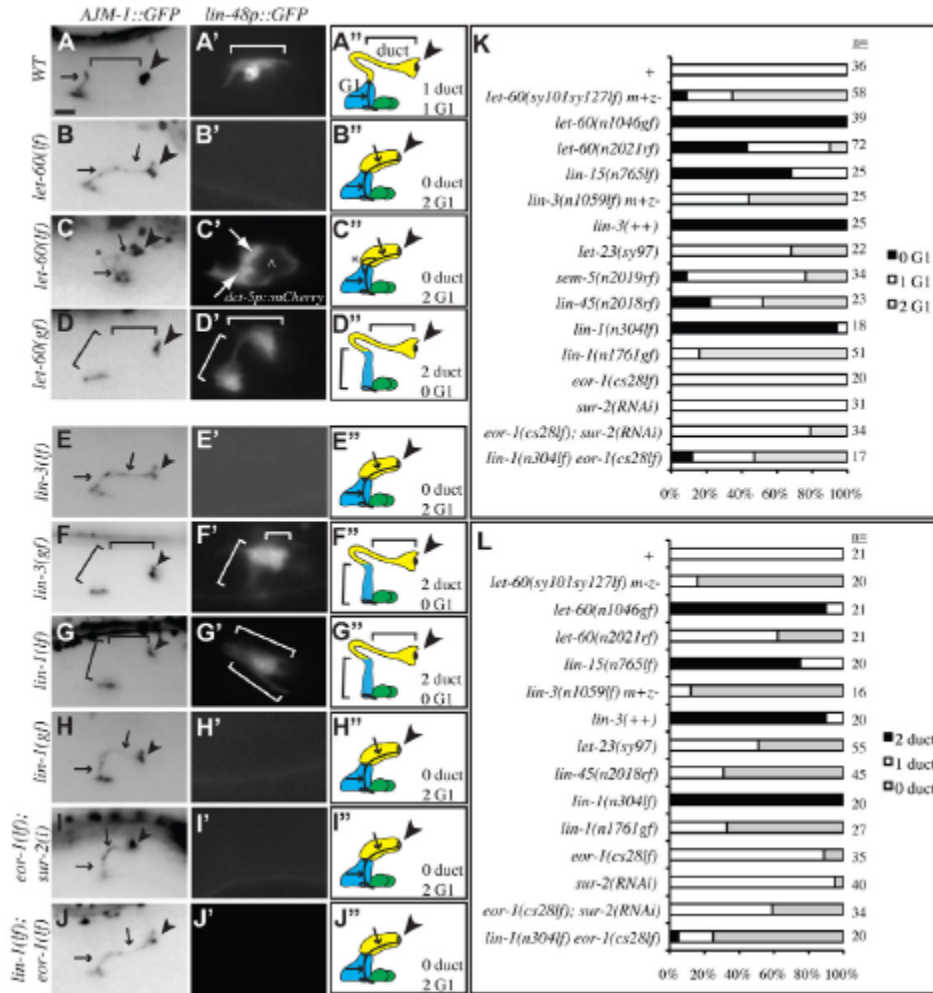 AJM-1::GFP lin-48p::GFP
WT
A A' A" duct G1 1 duct 1 G1
let-60(lf)
B B' B" 0 duct 2 G1
let-60(lf)
C C' ^ dct-5p::mCherry C" × 0 duct 2 G1
let-60(gf)
D D' D" 2 duct 0 G1
lin-3(lf)
E E' E" 0 duct 2 G1
lin-3(gf)
F F' F" 2 duct 0 G1
lin-1(lf)
G G' G" 2 duct 0 G1
lin-1(gf)
H H' H" 0 duct 2 G1
eor-1(lf);
sur-2(i)
I I' I" 0 duct 2 G1
lin-1(lf);
eor-1(lf)
J J' J" 0 duct 2 G1
K n=
+ 36
let-60(sy101sy127lf) m+z- 58
let-60(n1046gf) 39
let-60(n2021rf) 72
lin-15(n765lf) 25
lin-3(n1059lf) m+z- 25
lin-3(++) 25
let-23(sy97) 22
sem-5(n2019rf) 34
lin-45(n2018rf) 23
lin-1(n304lf) 18
lin-1(n1761gf) 51
eor-1(cs28lf) 20
sur-2(RNAi) 31
eor-1(cs28lf); sur-2(RNAi) 34
lin-1(n304lf) eor-1(cs28lf) 17
0% 20% 40% 60% 80% 100%
0 G1
1 G1
2 G1
L n=
+ 21
let-60(sy101sy127lf) m-z- 20
let-60(n1046gf) 21
let-60(n2021rf) 21
lin-15(n765lf) 20
lin-3(n1059lf) m+z- 16
lin-3(++) 20
let-23(sy97) 55
lin-45(n2018rf) 45
lin-1(n304lf) 20
lin-1(n1761gf) 27
eor-1(cs28lf) 35
sur-2(RNAi) 40
eor-1(cs28lf); sur-2(RNAi) 34
lin-1(n304lf) eor-1(cs28lf) 20
0% 20% 40% 60% 80% 100%
2 duct
1 duct
0 duct